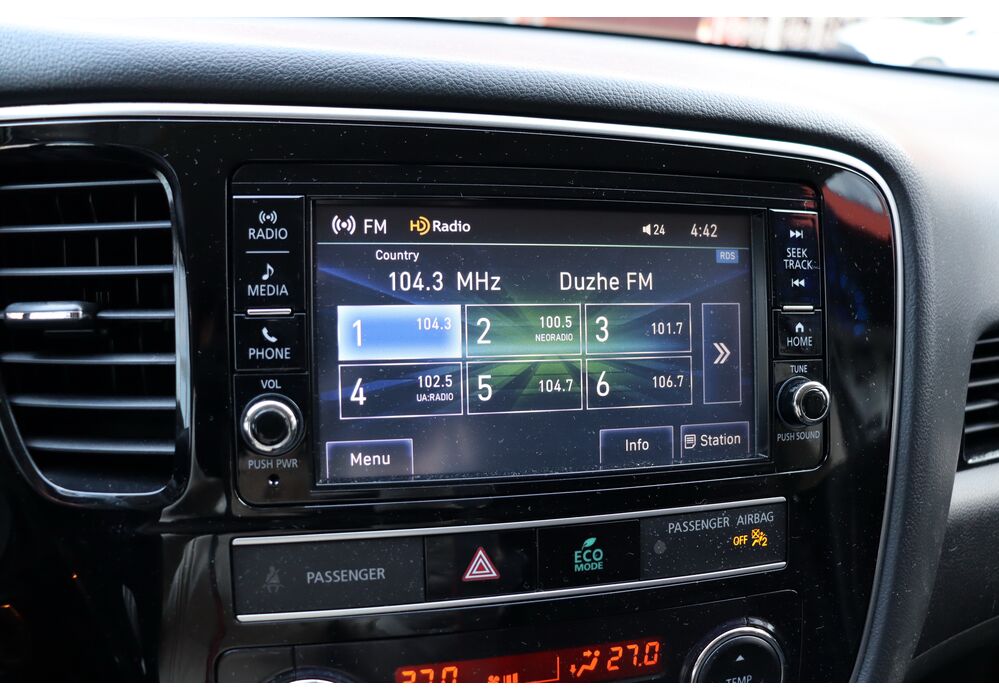 RADIO
MEDIA
PHONE
VOL
PUSH PWR
FM HD Radio 24 4:42
Country
RDS
104.3 MHz Duzhe FM
1 104.3
2 100.5
NEORADIO
3 101.7
4 102.5
UA:RADIO
5 104.7
6 106.7
Menu
Info
Station
SEEK
TRACK
HOME
TUNE
PUSH SOUND
PASSENGER
ECO
MODE
PASSENGER AIRBAG
OFF 2
27.0
27.0
TEMP